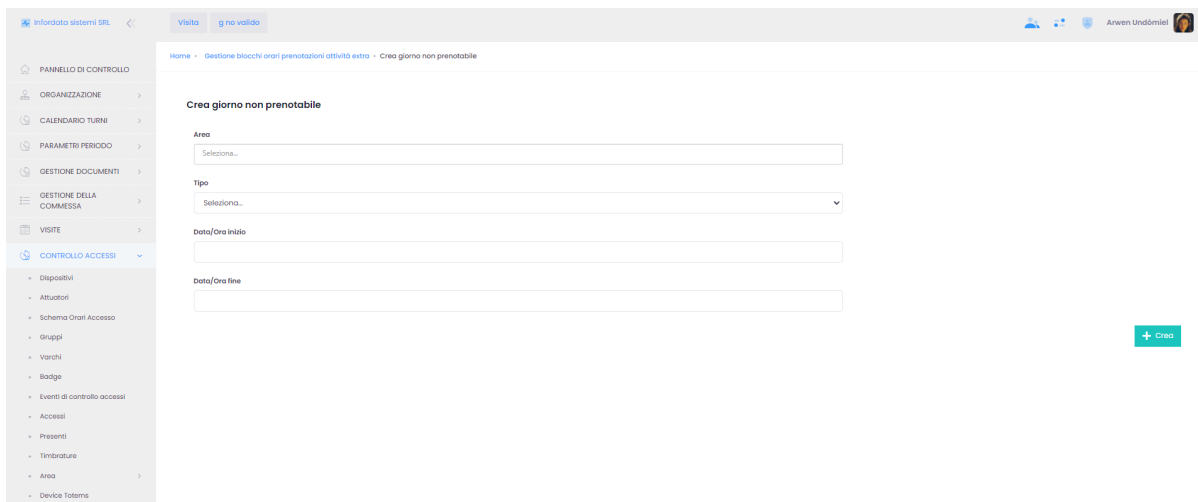 Infordata sistemi SRL
Visita
g no valido
Arwen Undómiel
Home • Gestione blocchi orari prenotazioni attività extra • Crea giorno non prenotabile
PANNELLO DI CONTROLLO
ORGANIZZAZIONE
CALENDARIO TURNI
PARAMETRI PERIODO
GESTIONE DOCUMENTI
GESTIONE DELLA
COMMESSA
VISITE
CONTROLLO ACCESSI
Dispositivi
Attuatori
Schema Orari Accesso
Gruppi
Varchi
Badge
Eventi di controllo accessi
Accessi
Presenti
Timbrature
Area
Device Totems
Crea giorno non prenotabile
Area
Seleziona...
Tipo
Seleziona...
Data/Ora inizio
Data/Ora fine
+ Crea